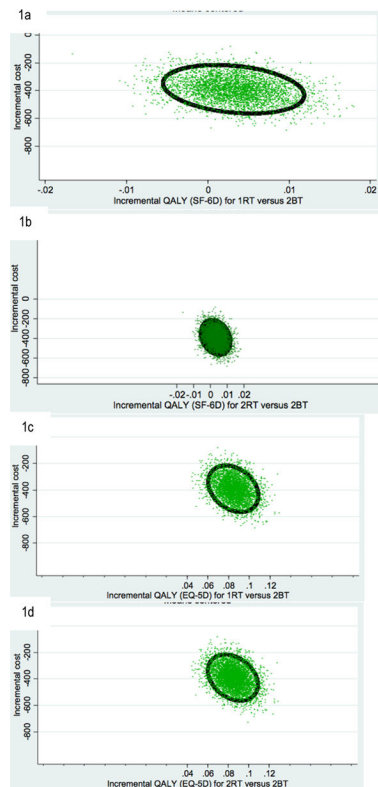 1a
Means centered
0
-200
-400
-600
-800
Incremental cost
-.02 -.01 0 .01 .02
Incremental QALY (SF-6D) for 1RT versus 2BT
1b
0
-800 -600 -400 -200
Incremental cost
-.02 -.01 0 .01 .02
Incremental QALY (SF-6D) for 2RT versus 2BT
1c
-200
-400
-600
-800
Incremental cost
.04 .06 .08 .1 .12
Incremental QALY (EQ-5D) for 1RT versus 2BT
1d
-200
-400
-600
-800
Incremental cost
.04 .06 .08 .1 .12
Incremental QALY (EQ-5D) for 2RT versus 2BT